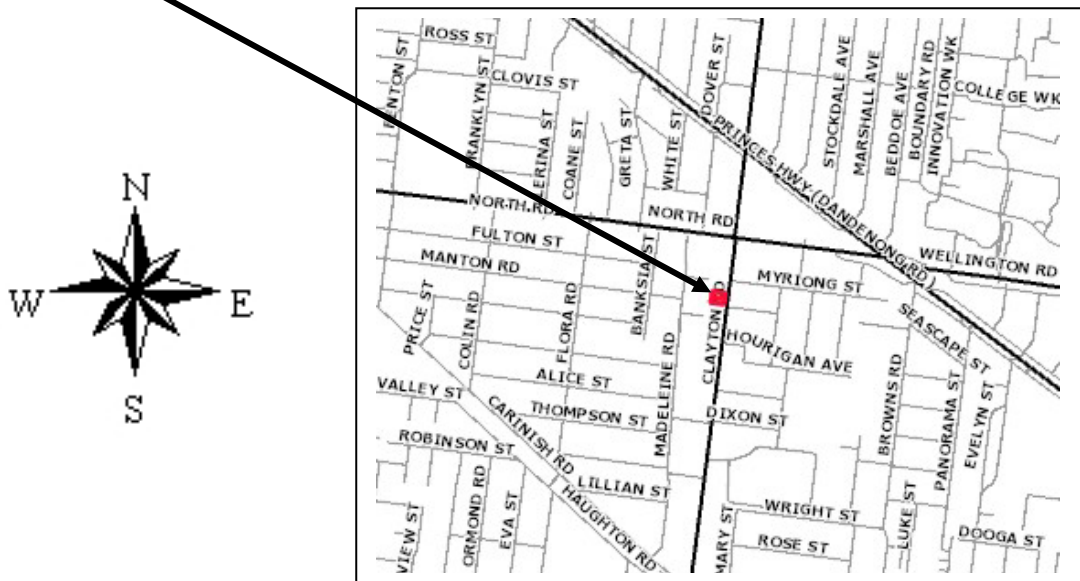 N
W
E
S
ROSS ST
CLOVIS ST
DOVER ST
COLLEGE WK
STOCKDALE AVE
MARSHALL AVE
BEDDOE AVE
BOUNDARY RD
INNOVATION WK
GRETA ST
WHITE ST
COANE ST
PRINCES HWY (DANDENONG RD)
NORTH RD
NORTH RD
FULTON ST
MANTON RD
BANKSIA ST
WELLINGTON RD
MYRIONG ST
SEASCAPE ST
PRICE ST
COLIN RD
FLORA RD
MADELEINE RD
HOURIGAN AVE
ALICE ST
VALLEY ST
THOMPSON ST
DIXON ST
CARINISH RD
BROWNS RD
PANORAMA ST
EVELYN ST
ROBINSON ST
LILLIAN ST
HAUGHTON RD
ORMOND RD
EVA ST
VIEW ST
MARY ST
WRIGHT ST
ROSE ST
LUKE ST
DOOGA ST